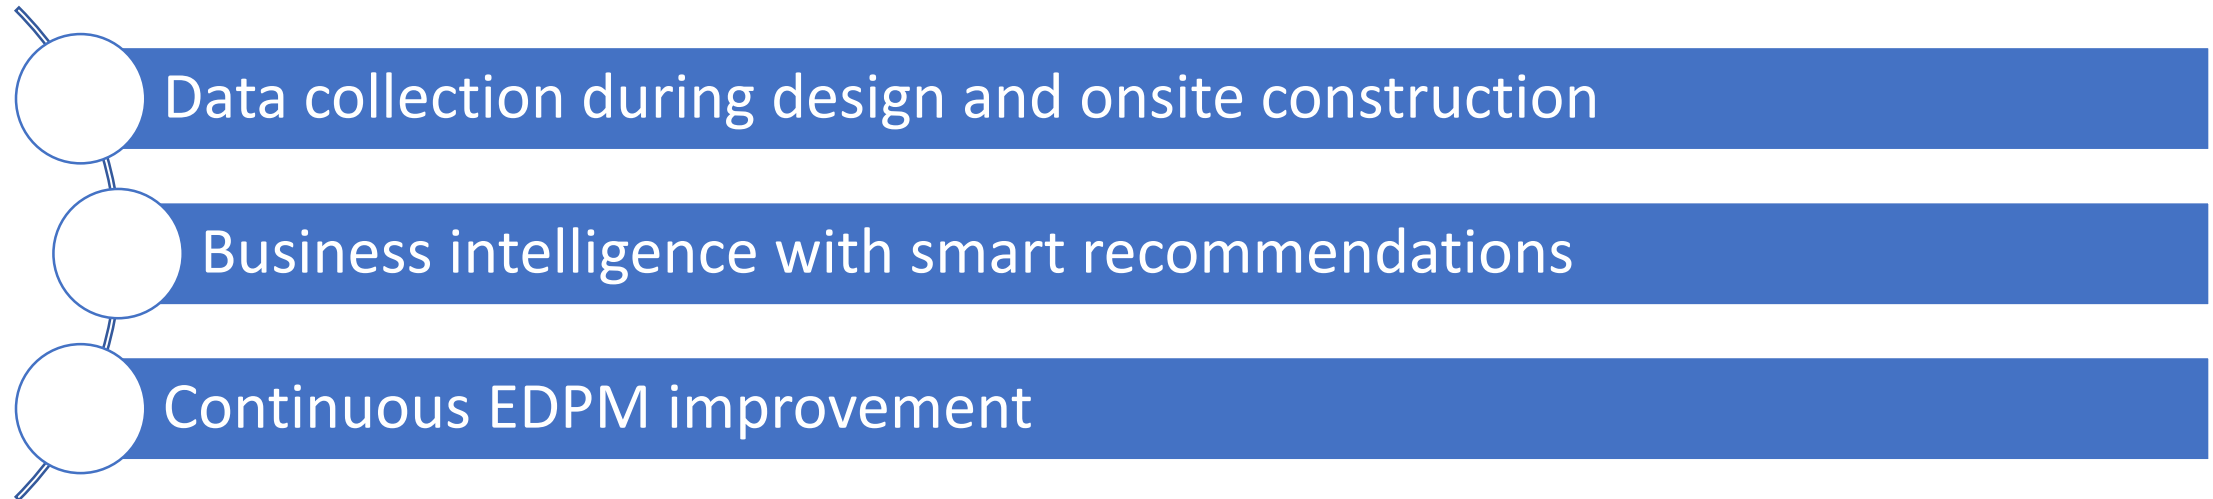 Data collection during design and onsite construction
Business intelligence with smart recommendations
Continuous EDPM improvement